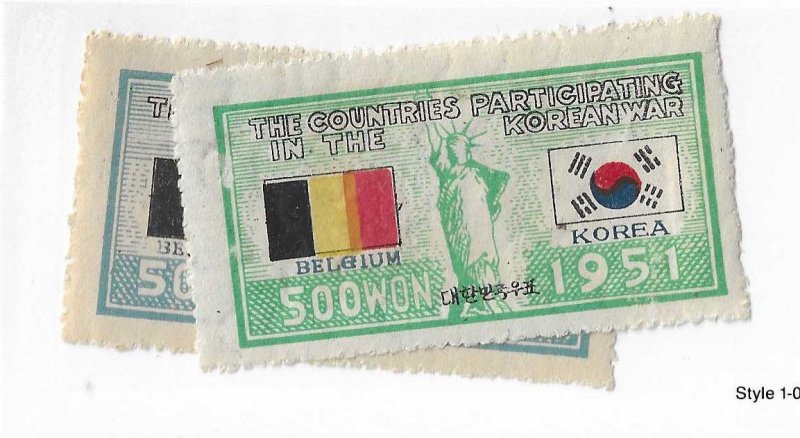 THE COUNTRIES PARTICIPATING
IN THE KOREAN WAR
BELGIUM
KOREA
500WON
대한민국우표
1951
Style 1-0